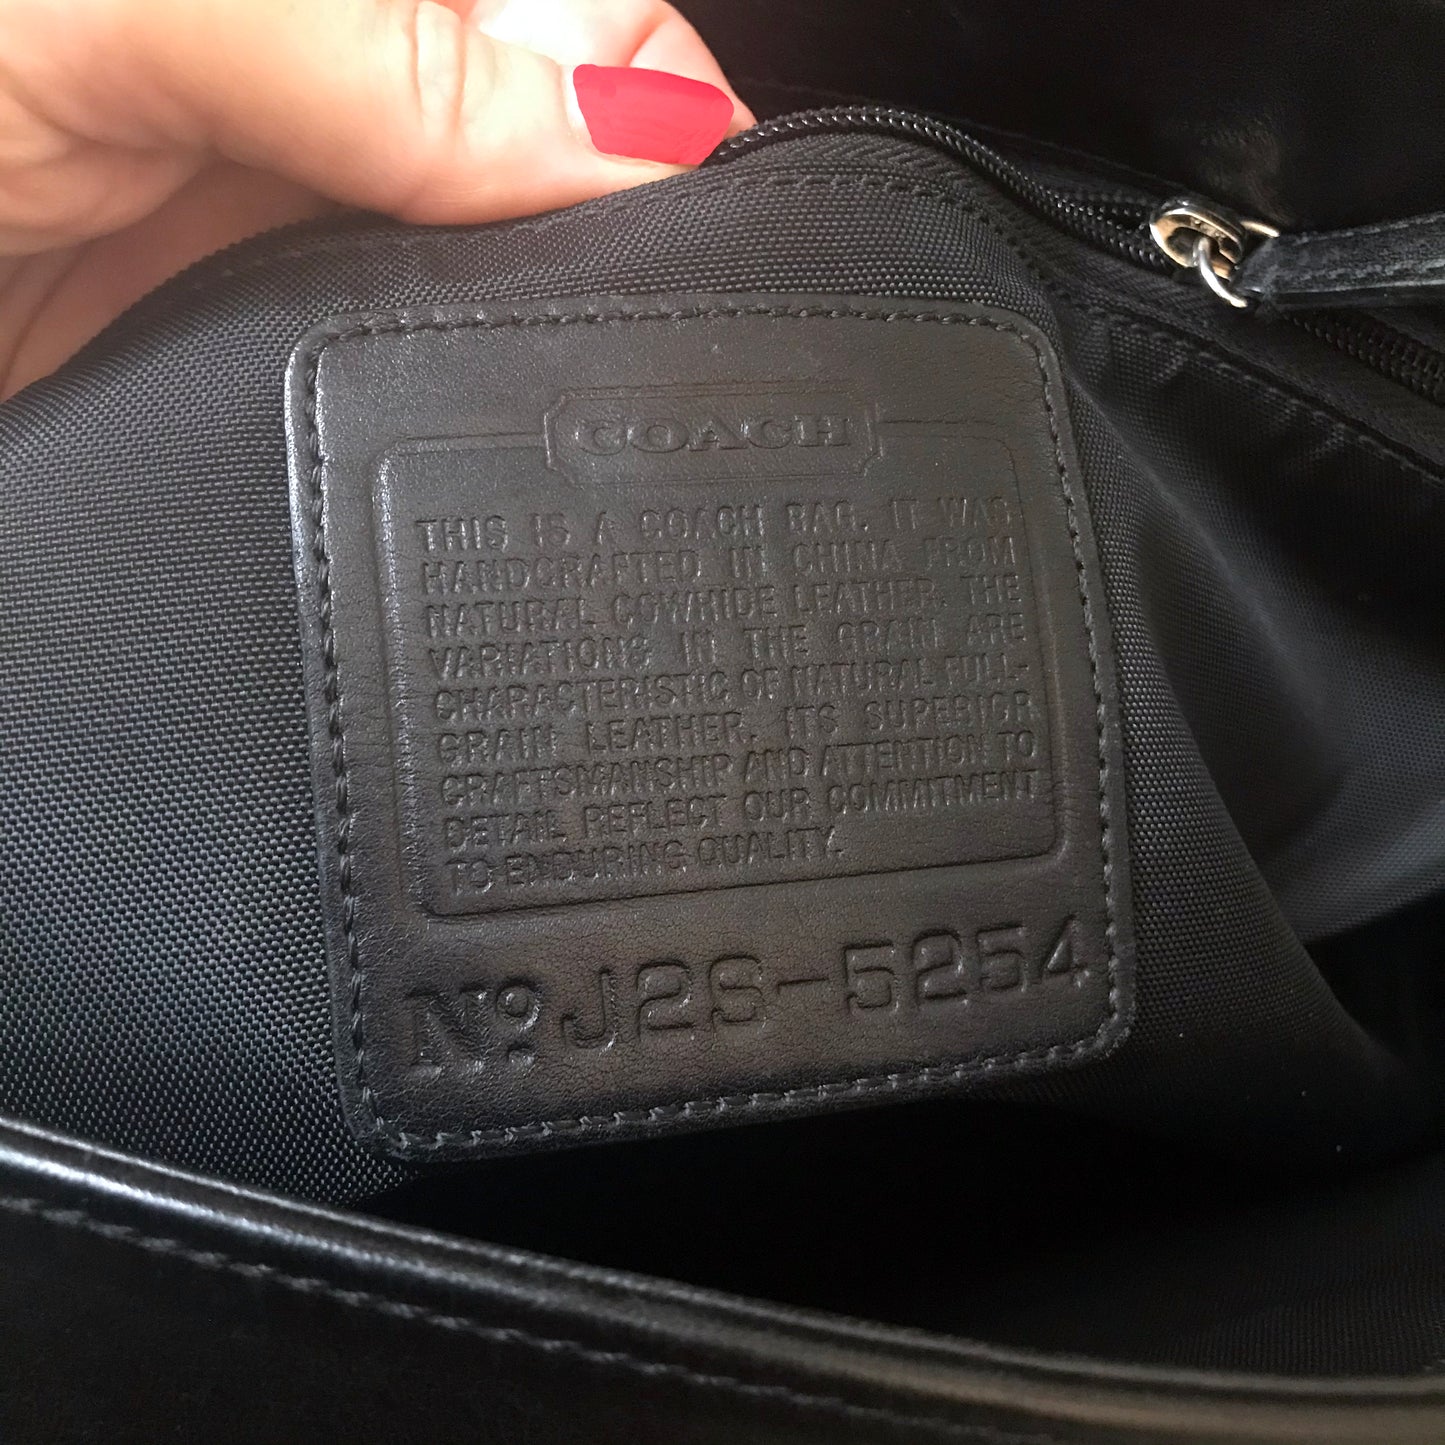 COACH
THIS IS A COACH BAG. IT WAS
HANDCRAFTED IN CHINA FROM
NATURAL COWHIDE LEATHER. THE
VARIATIONS IN THE GRAIN ARE
CHARACTERISTIC OF NATURAL FULL-
GRAIN LEATHER. ITS SUPERIOR
CRAFTSMANSHIP AND ATTENTION TO
DETAIL REFLECT OUR COMMITMENT
TO ENDURING QUALITY.
Nº J2S-5254